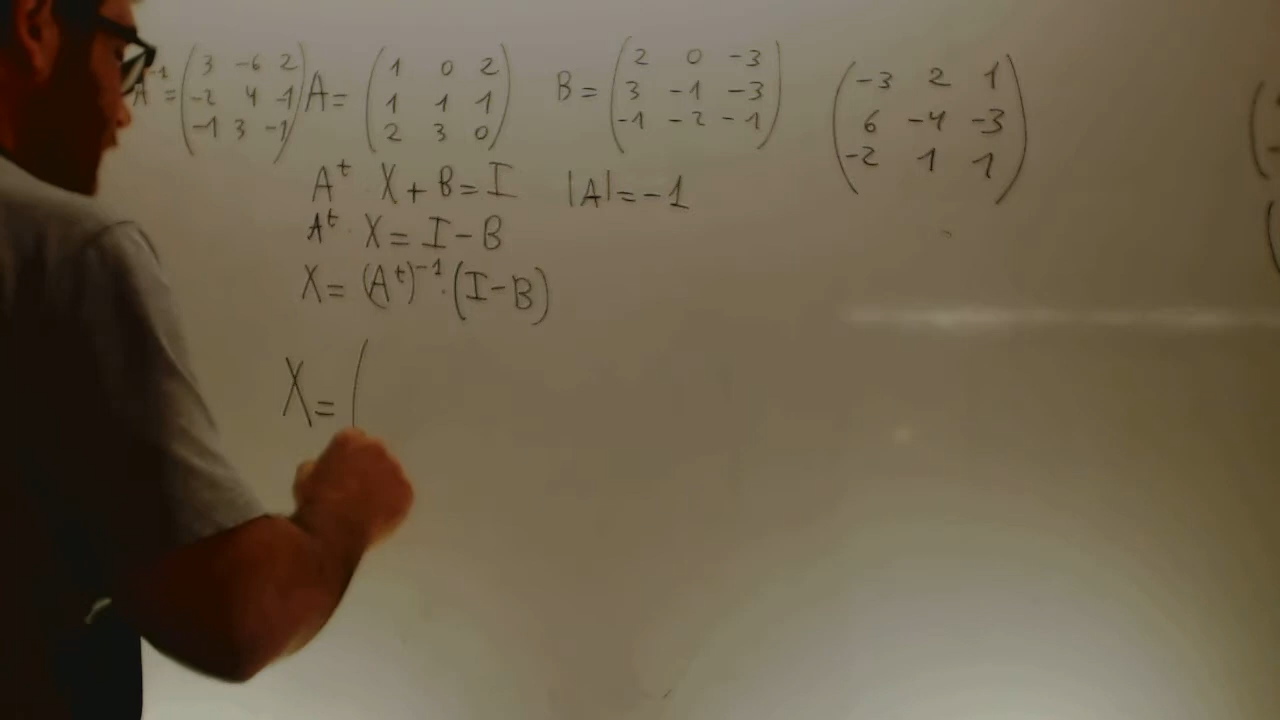 A⁻¹ = (3 -6 2 / -2 4 -1 / -1 3 -1) A = (1 0 2 / 1 1 1 / 2 3 0) B = (2 0 -3 / 3 -1 -3 / -1 -2 -1) (-3 2 1 / 6 -4 -3 / -2 1 1)
Aᵗ X + B = I |A| = -1
Aᵗ X = I - B
X = (Aᵗ)⁻¹ · (I - B)
X = (